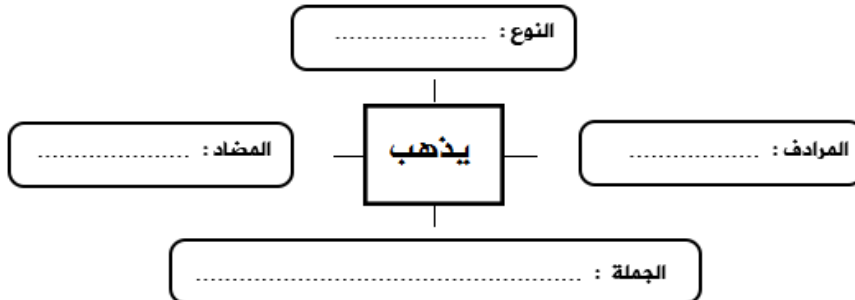 النوع : ....................
المرادف : ..................
يذهب
المضاد : ....................
الجملة : ....................................................